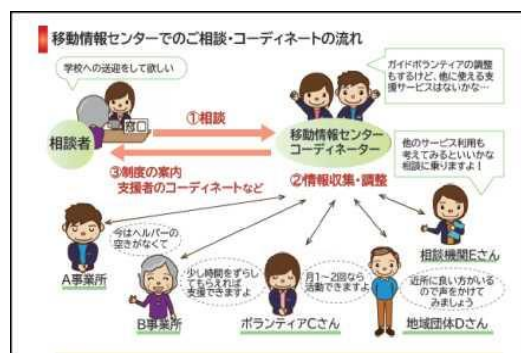 移動情報センターでのご相談・コーディネートの流れ
学校への送迎をして欲しい
ガイドボランティアの調整
もするけど、他に使える支
援サービスはないかな…
窓口
①相談
相談者
移動情報センター
コーディネーター
③制度の案内
支援者のコーディネートなど
②情報収集・調整
他のサービス利用も
考えてみるといいかな
相談に乗りますよ！
今はヘルパーの
空きがなくて
相談機関Eさん
A事業所
少し時間をずらし
てもらえれば
支援できますよ
月1～2回なら
活動できますよ
近所に良い方がいる
ので声をかけて
みましょう
B事業所
ボランティアCさん
地域団体Dさん